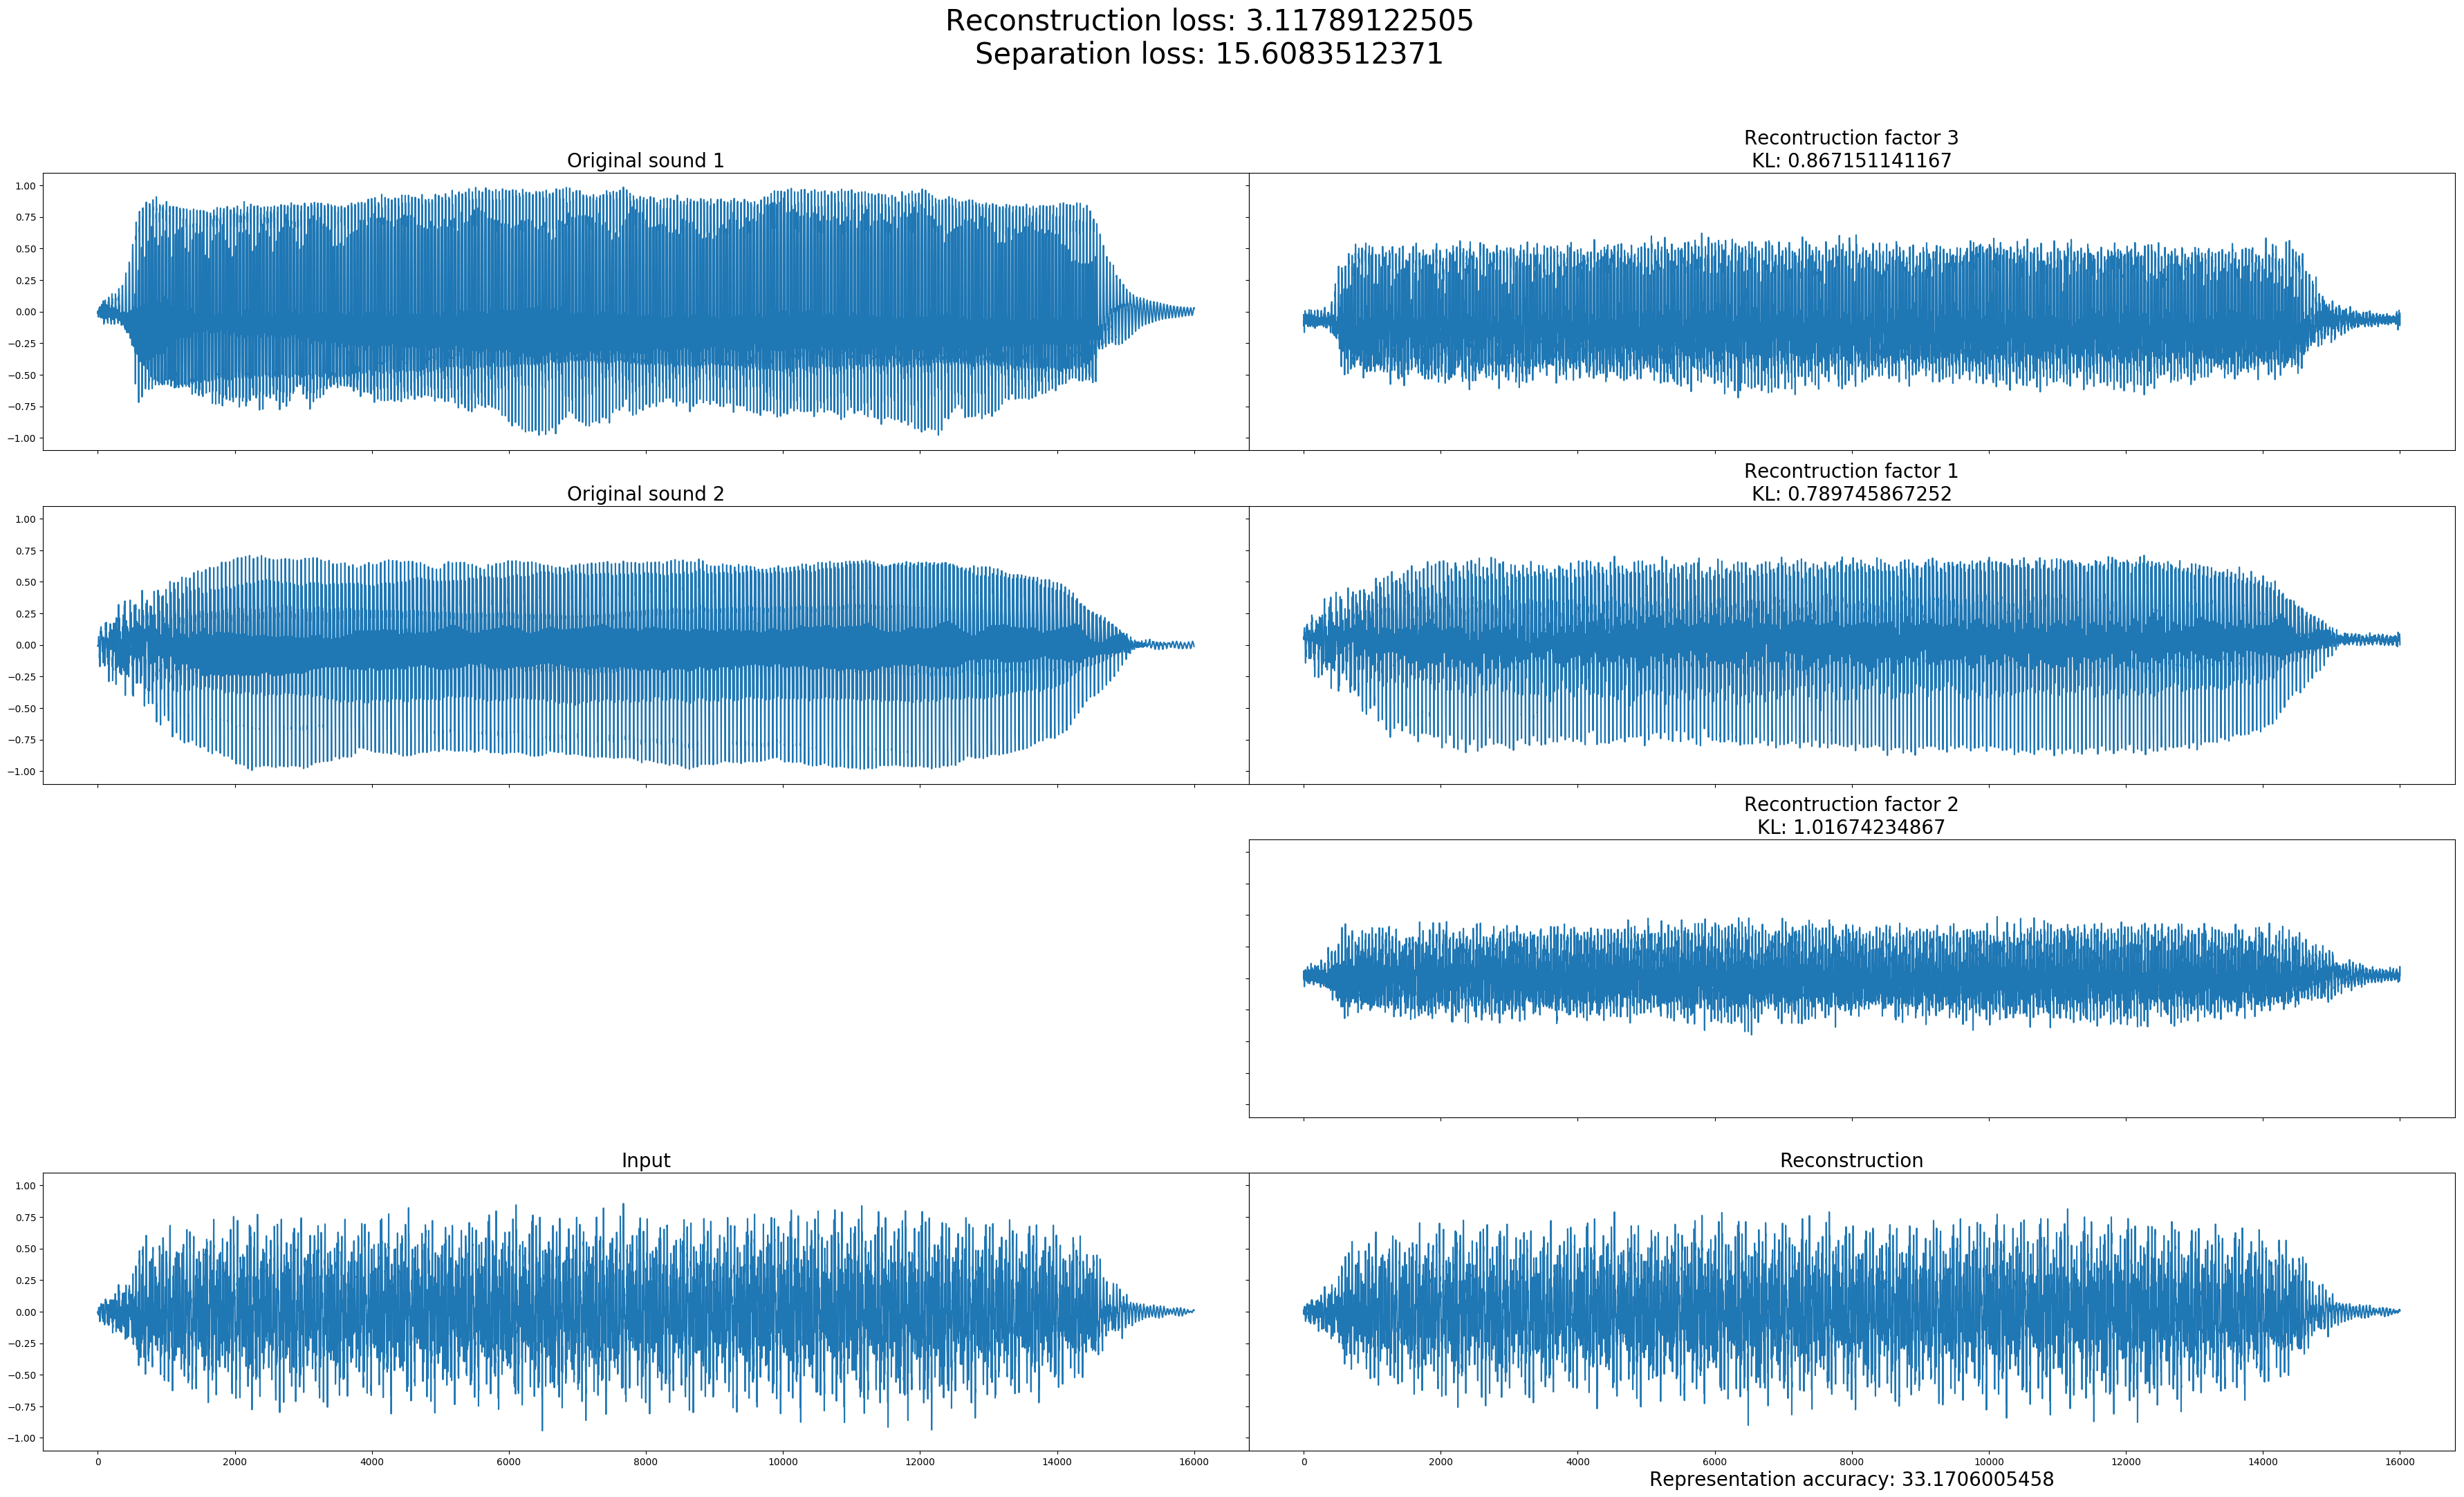 Reconstruction loss: 3.11789122505
Separation loss: 15.6083512371
Original sound 1
1.00
0.75
0.50
0.25
0.00
−0.25
−0.50
−0.75
−1.00
Recontruction factor 3
KL: 0.867151141167
Original sound 2
1.00
0.75
0.50
0.25
0.00
−0.25
−0.50
−0.75
−1.00
Recontruction factor 1
KL: 0.789745867252
Recontruction factor 2
KL: 1.01674234867
Input
1.00
0.75
0.50
0.25
0.00
−0.25
−0.50
−0.75
−1.00
0 2000 4000 6000 8000 10000 12000 14000 16000
Reconstruction
0 2000 4000 6000 8000 10000 12000 14000 16000
Representation accuracy: 33.1706005458